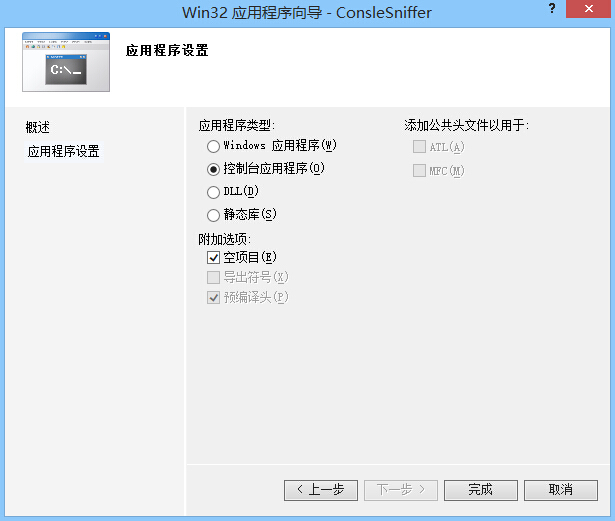 Win32 应用程序向导 - ConsleSniffer
?
应用程序设置
C:\
概述
应用程序设置
应用程序类型:
Windows 应用程序(W)
控制台应用程序(O)
DLL(D)
静态库(S)
附加选项:
空项目(E)
导出符号(X)
预编译头(P)
添加公共头文件以用于:
ATL(A)
MFC(M)
< 上一步
下一步 >
完成
取消